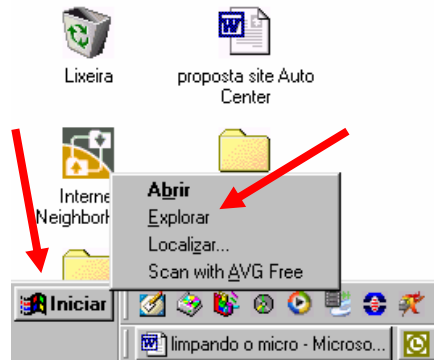 Lixeira
proposta site Auto
Center
Interne
Neighborh
Abrir
Explorar
Localizar...
Scan with AVG Free
Iniciar
limpando o micro - Microso...